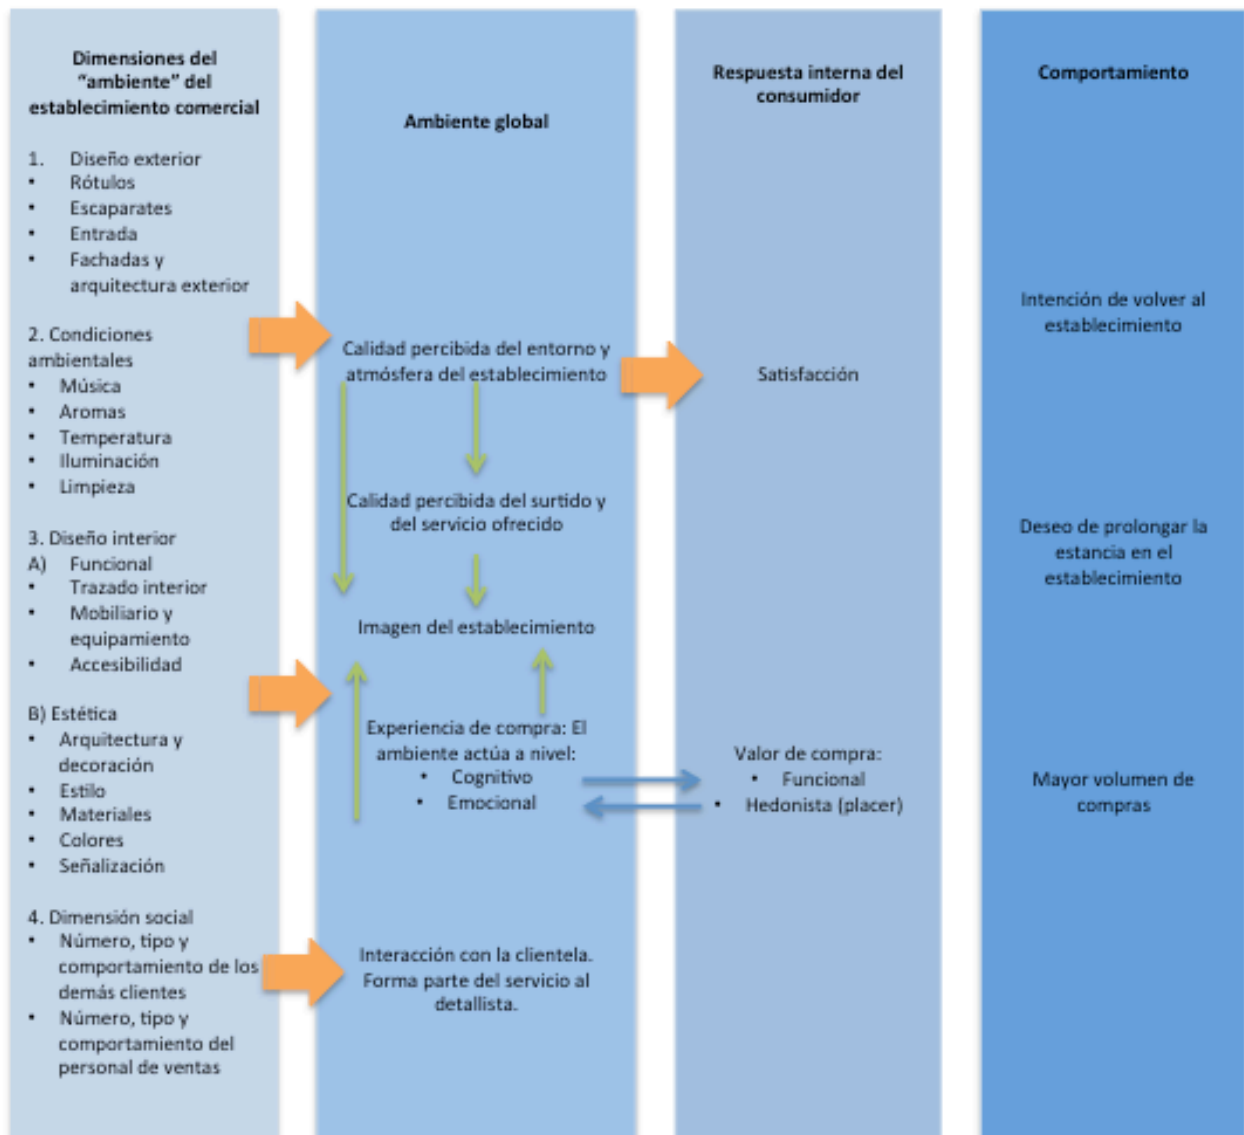 Dimensiones del
“ambiente” del
establecimiento comercial
1. Diseño exterior
• Rótulos
• Escaparates
• Entrada
• Fachadas y
arquitectura exterior
2. Condiciones
ambientales
• Música
• Aromas
• Temperatura
• Iluminación
• Limpieza
3. Diseño interior
A) Funcional
• Trazado interior
• Mobiliario y
equipamiento
• Accesibilidad
B) Estética
• Arquitectura y
decoración
• Estilo
• Materiales
• Colores
• Señalización
4. Dimensión social
• Número, tipo y
comportamiento de los
demás clientes
• Número, tipo y
comportamiento del
personal de ventas
Ambiente global
Calidad percibida del entorno y
atmósfera del establecimiento
Calidad percibida del surtido y
del servicio ofrecido
Imagen del establecimiento
Experiencia de compra: El
ambiente actúa a nivel:
• Cognitivo
• Emocional
Interacción con la clientela.
Forma parte del servicio al
detallista.
Respuesta interna del
consumidor
Satisfacción
Valor de compra:
• Funcional
• Hedonista (placer)
Comportamiento
Intención de volver al
establecimiento
Deseo de prolongar la
estancia en el
establecimiento
Mayor volumen de
compras